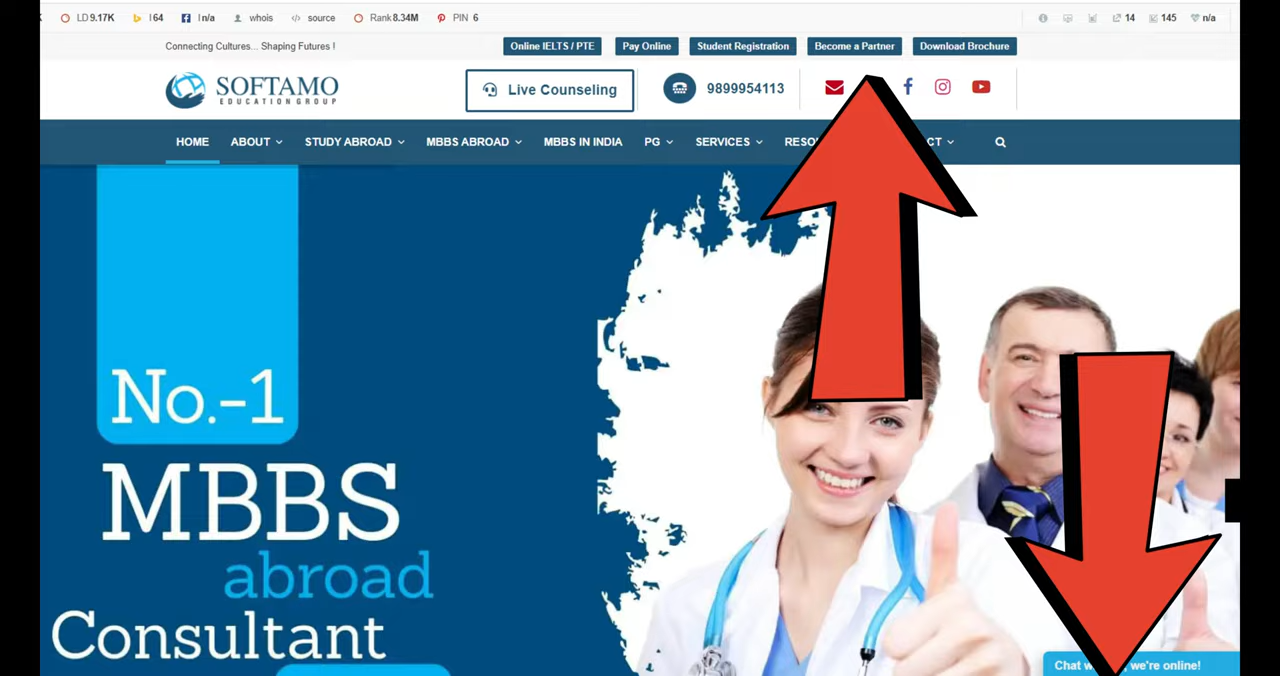 LD 9.17K I 64 I n/a whois source Rank 8.34M PIN 6 14 145 n/a
Connecting Cultures... Shaping Futures ! Online IELTS / PTE Pay Online Student Registration Become a Partner Download Brochure
SOFTAMO
EDUCATION GROUP
Live Counseling 9899954113
HOME ABOUT STUDY ABROAD MBBS ABROAD MBBS IN INDIA PG SERVICES
No.-1
MBBS
abroad
Consultant
Chat we're online!